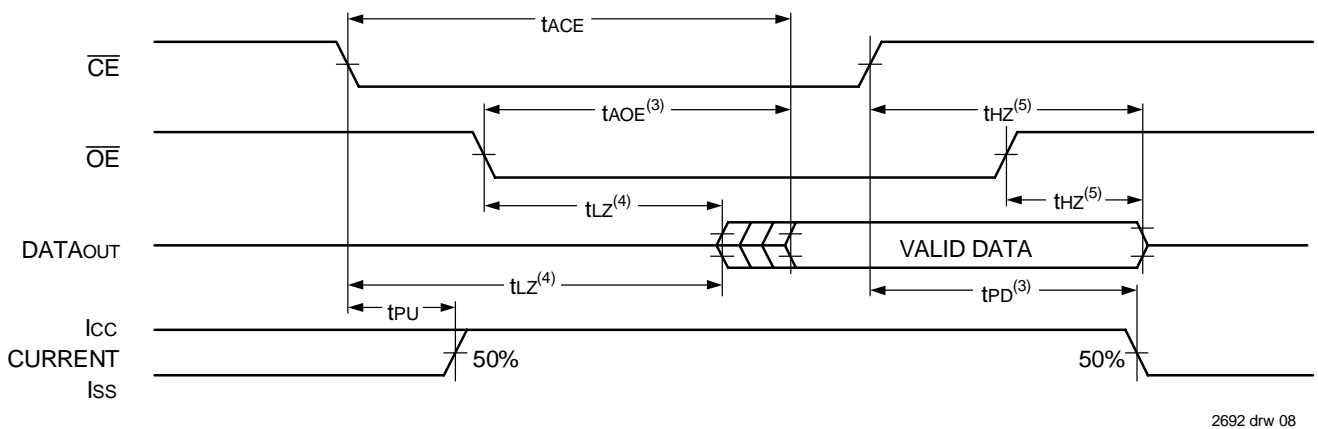 tACE
CE
tAOE(3)
tHZ(5)
OE
tLZ(4)
tHZ(5)
DATAOUT
VALID DATA
tLZ(4)
tPD(3)
tPU
ICC
CURRENT
50%
50%
ISS
2692 drw 08